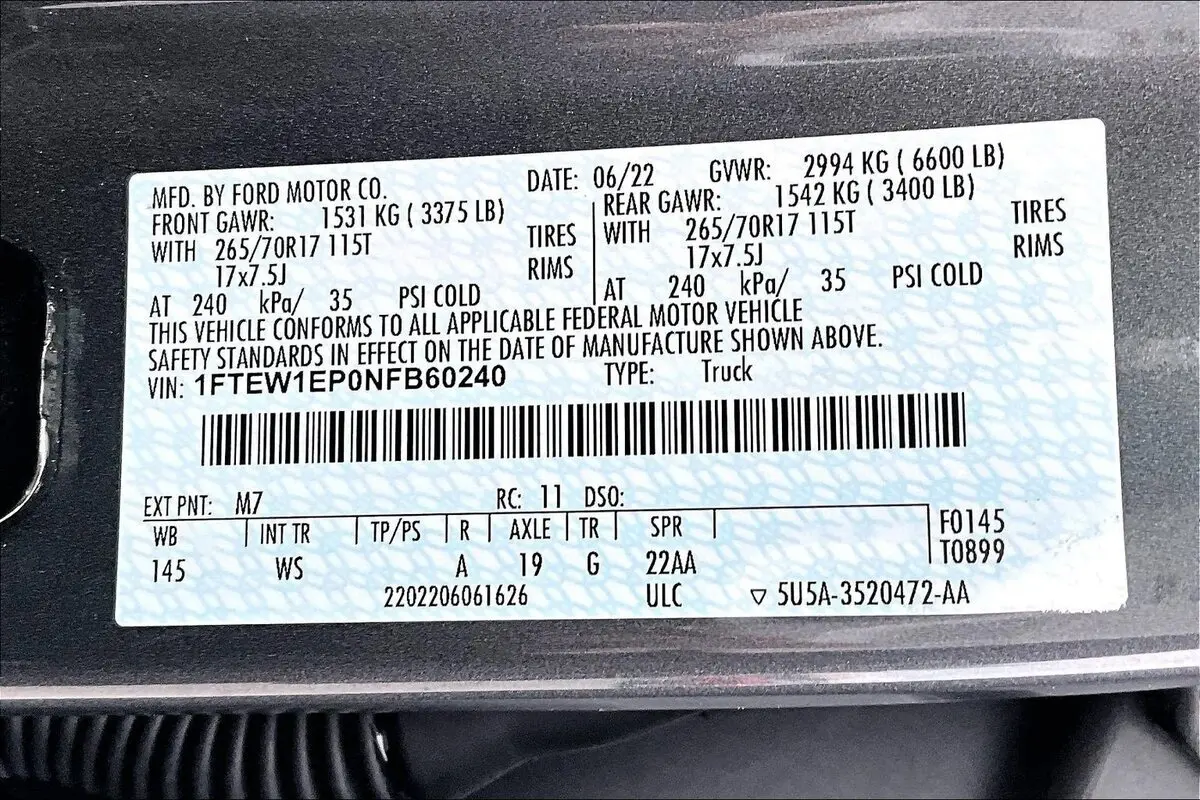 MFD. BY FORD MOTOR CO. DATE: 06/22 GVWR: 2994 KG ( 6600 LB)
FRONT GAWR: 1531 KG ( 3375 LB) REAR GAWR: 1542 KG ( 3400 LB)
WITH 265/70R17 115T TIRES WITH 265/70R17 115T TIRES
17x7.5J RIMS 17x7.5J RIMS
AT 240 kPa/ 35 PSI COLD AT 240 kPa/ 35 PSI COLD
THIS VEHICLE CONFORMS TO ALL APPLICABLE FEDERAL MOTOR VEHICLE
SAFETY STANDARDS IN EFFECT ON THE DATE OF MANUFACTURE SHOWN ABOVE.
VIN: 1FTEW1EP0NFB60240 TYPE: Truck
EXT PNT: M7 RC: 11 DSO:
WB INT TR TP/PS R AXLE TR SPR F0145
145 WS A 19 G 22AA T0899
2202206061626 ULC ▽ 5U5A-3520472-AA